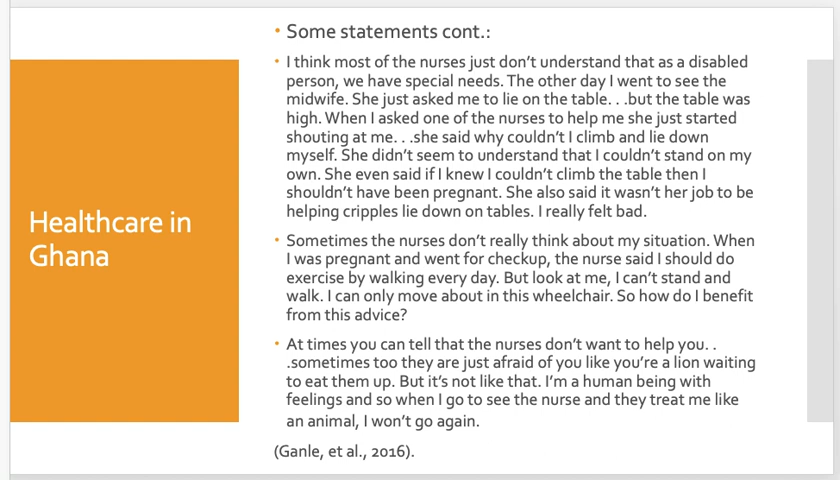 Healthcare in
Ghana
Some statements cont.:
I think most of the nurses just don't understand that as a disabled
person, we have special needs. The other day I went to see the
midwife. She just asked me to lie on the table. . .but the table was
high. When I asked one of the nurses to help me she just started
shouting at me. . .she said why couldn't I climb and lie down
myself. She didn't seem to understand that I couldn't stand on my
own. She even said if I knew I couldn't climb the table then I
shouldn't have been pregnant. She also said it wasn't her job to be
helping cripples lie down on tables. I really felt bad.
Sometimes the nurses don't really think about my situation. When
I was pregnant and went for checkup, the nurse said I should do
exercise by walking every day. But look at me, I can't stand and
walk. I can only move about in this wheelchair. So how do I benefit
from this advice?
At times you can tell that the nurses don't want to help you. .
.sometimes too they are just afraid of you like you're a lion waiting
to eat them up. But it's not like that. I'm a human being with
feelings and so when I go to see the nurse and they treat me like
an animal, I won't go again.
(Ganle, et al., 2016).